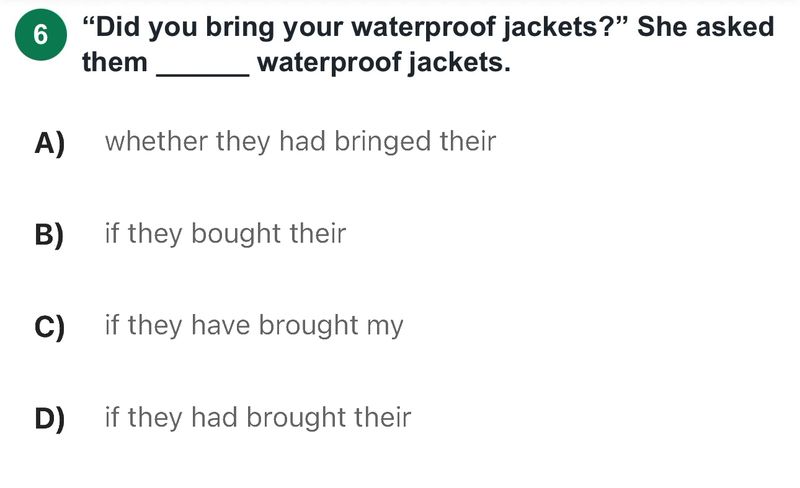 6 “Did you bring your waterproof jackets?” She asked
them ______ waterproof jackets.
A) whether they had bringed their
B) if they bought their
C) if they have brought my
D) if they had brought their